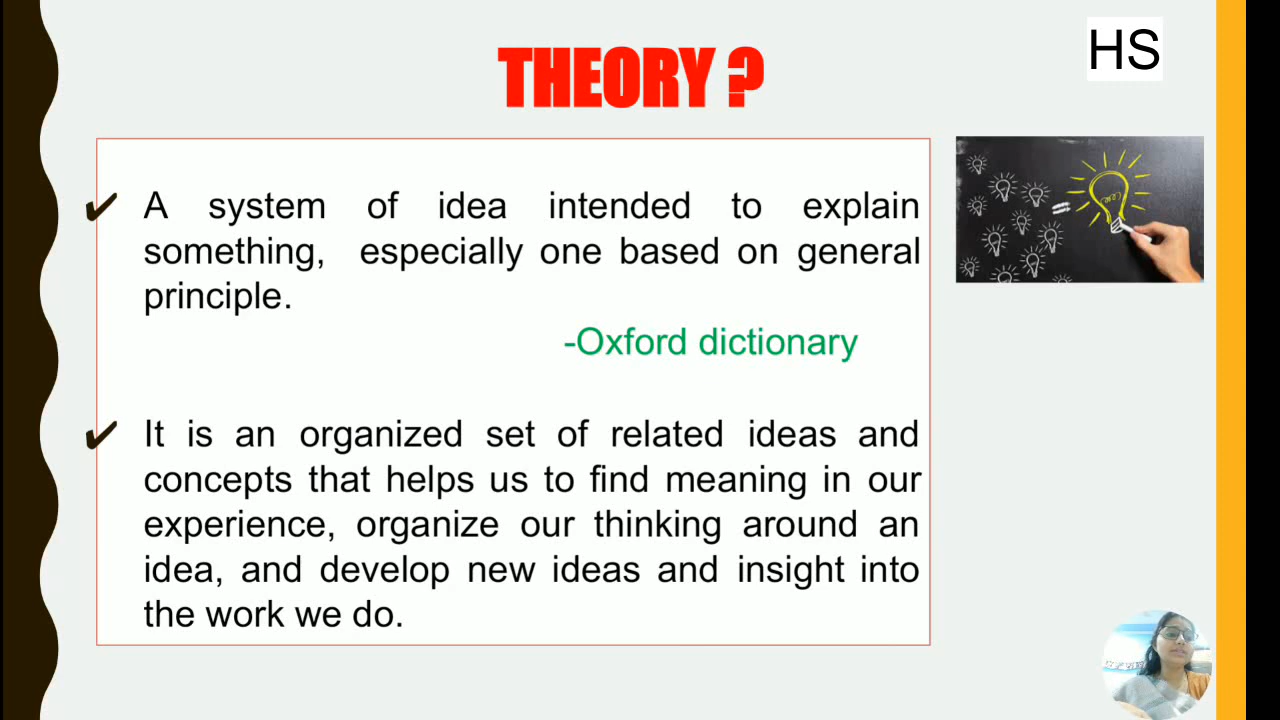 THEORY ?
HS
✔ A system of idea intended to explain
something, especially one based on general
principle.
-Oxford dictionary
✔ It is an organized set of related ideas and
concepts that helps us to find meaning in our
experience, organize our thinking around an
idea, and develop new ideas and insight into
the work we do.